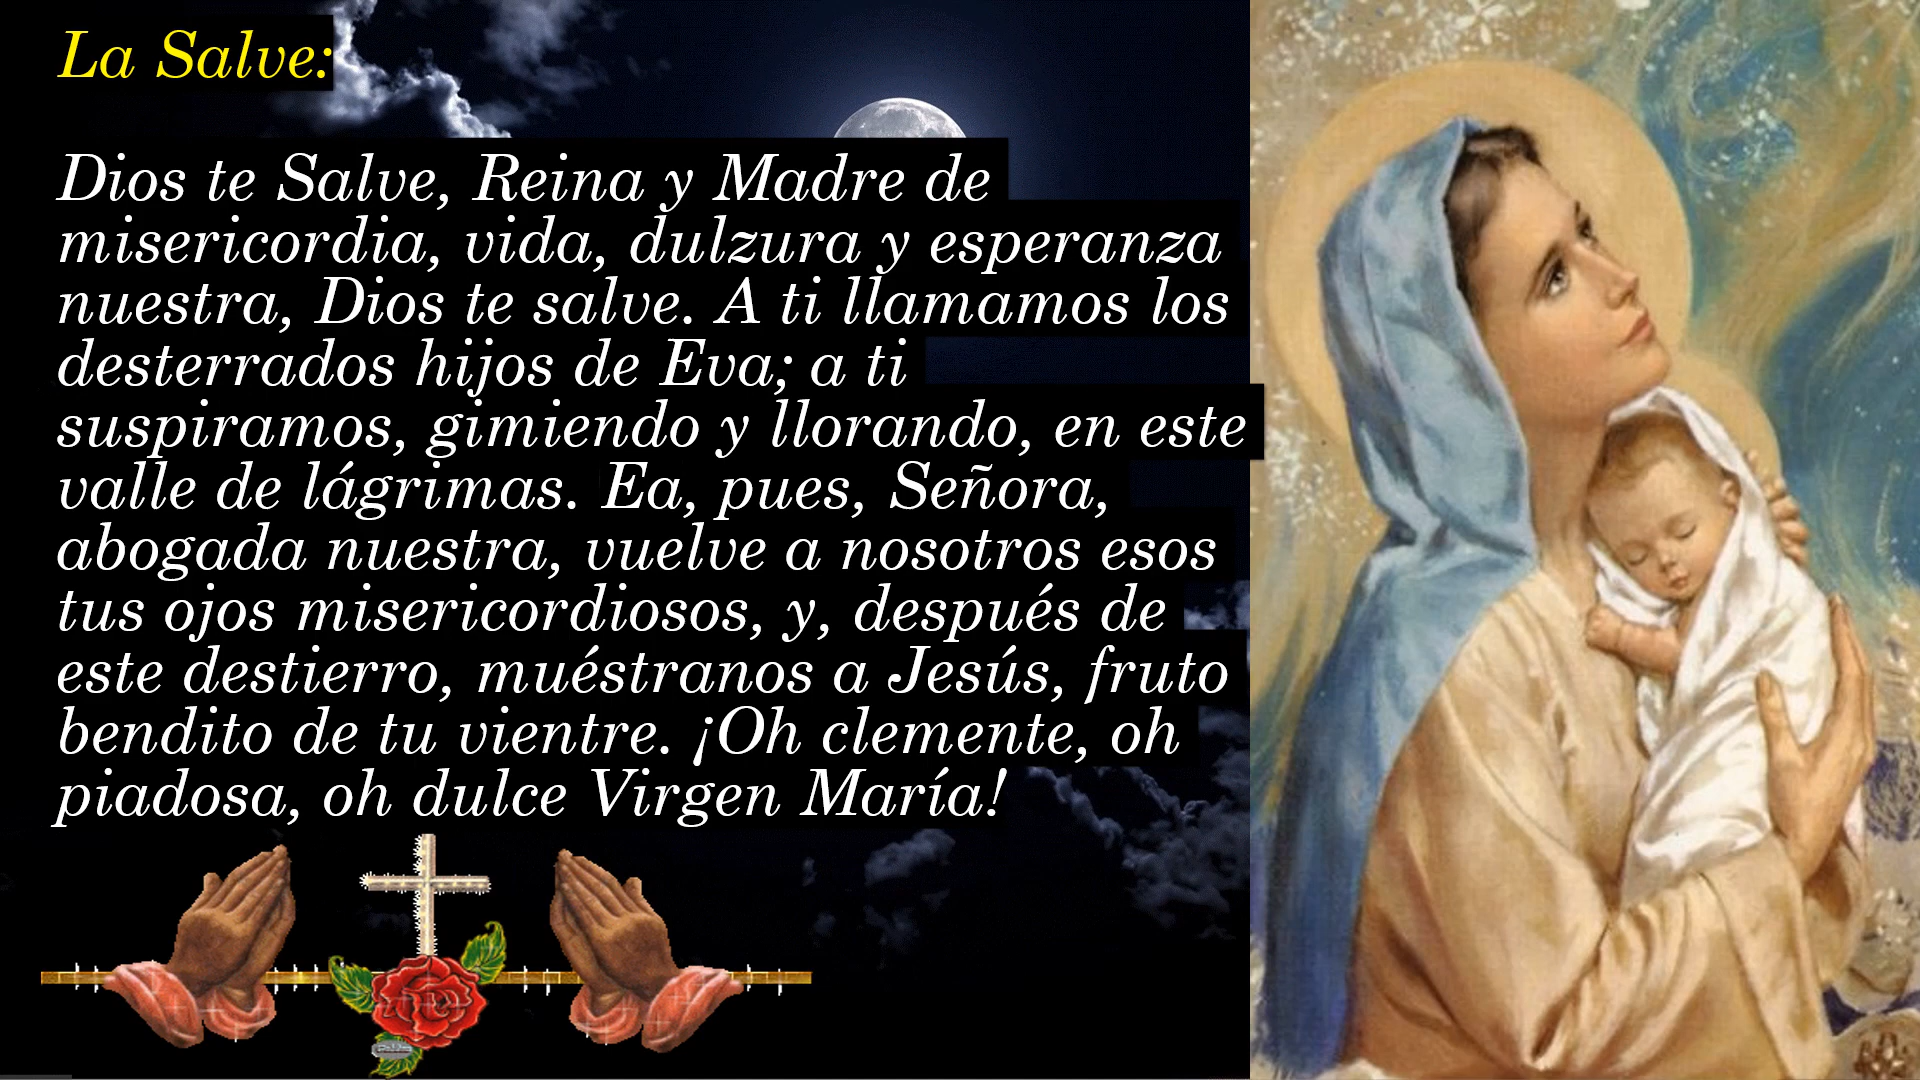 La Salve:
Dios te Salve, Reina y Madre de
misericordia, vida, dulzura y esperanza
nuestra, Dios te salve. A ti llamamos los
desterrados hijos de Eva; a ti
suspiramos, gimiendo y llorando, en este
valle de lágrimas. Ea, pues, Señora,
abogada nuestra, vuelve a nosotros esos
tus ojos misericordiosos, y, después de
este destierro, muéstranos a Jesús, fruto
bendito de tu vientre. ¡Oh clemente, oh
piadosa, oh dulce Virgen María!